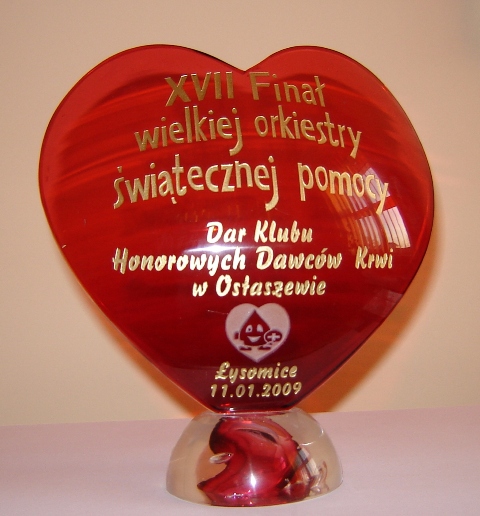 XVII Finał
wielkiej orkiestry
świątecznej pomocy
Dar Klubu
Honorowych Dawców Krwi
w Ostaszewie
Łysomice
11.01.2009